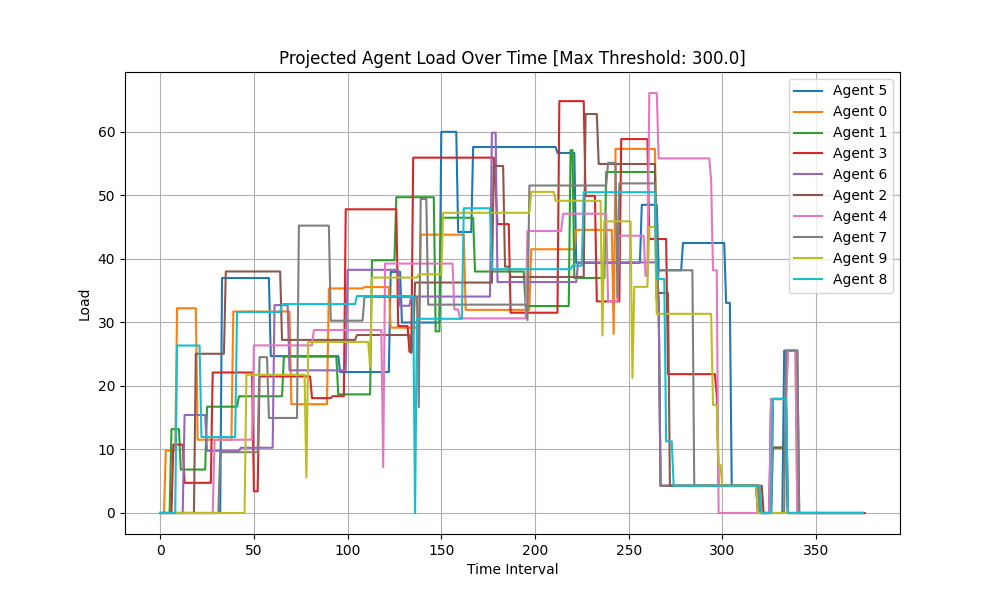 Projected Agent Load Over Time [Max Threshold: 300.0]
Load
60
50
40
30
20
10
0
0 50 100 150 200 250 300 350
Time Interval
Agent 5
Agent 0
Agent 1
Agent 3
Agent 6
Agent 2
Agent 4
Agent 7
Agent 9
Agent 8